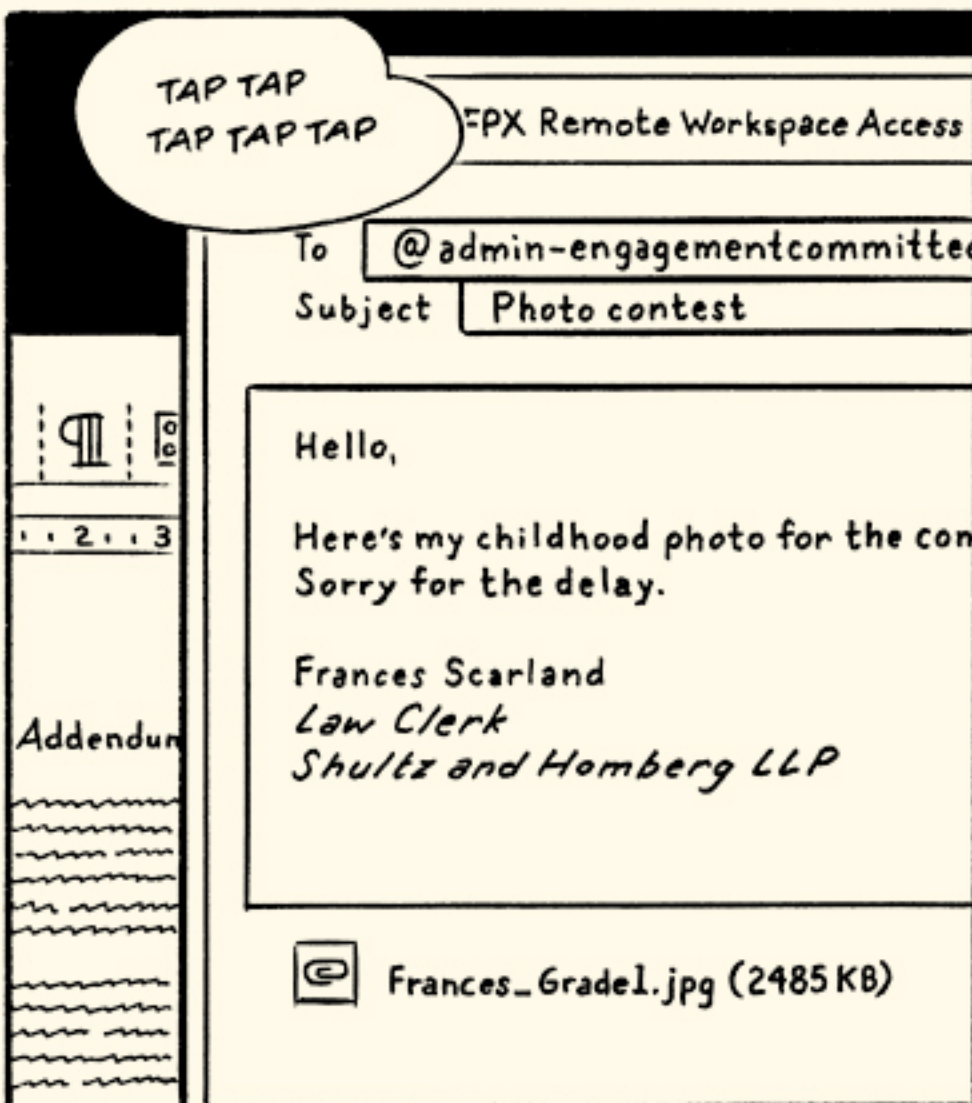 TAP TAP
TAP TAP TAP
FPX Remote Workspace Access
To @admin-engagementcommittee
Subject Photo contest
¶
2 3
Hello,
Here's my childhood photo for the con
Sorry for the delay.
Frances Scarland
Law Clerk
Shultz and Homberg LLP
Addendum
Frances_Grade1.jpg (2485 KB)